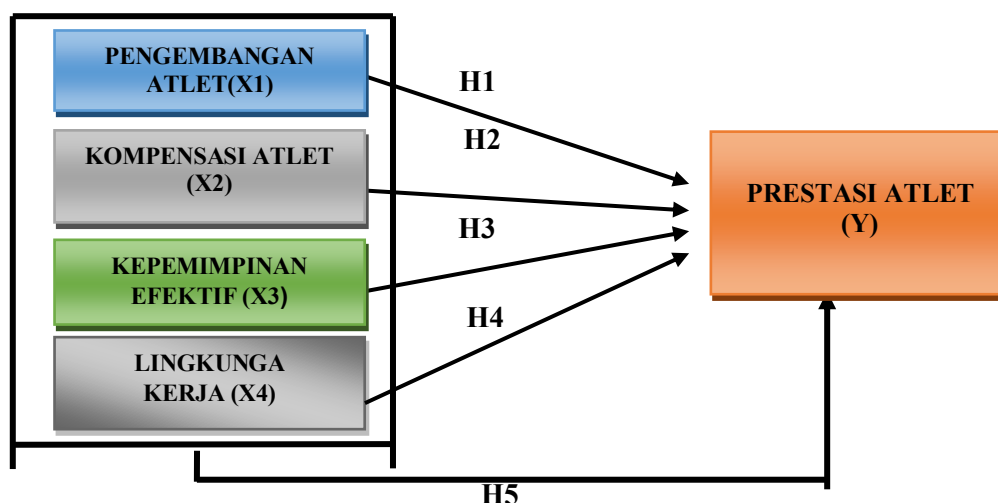 PENGEMBANGAN
ATLET(X1)
H1
H2
KOMPENSASI ATLET
(X2)
PRESTASI ATLET
(Y)
H3
KEPEMIMPINAN
EFEKTIF (X3)
H4
LINGKUNGA
KERJA (X4)
H5